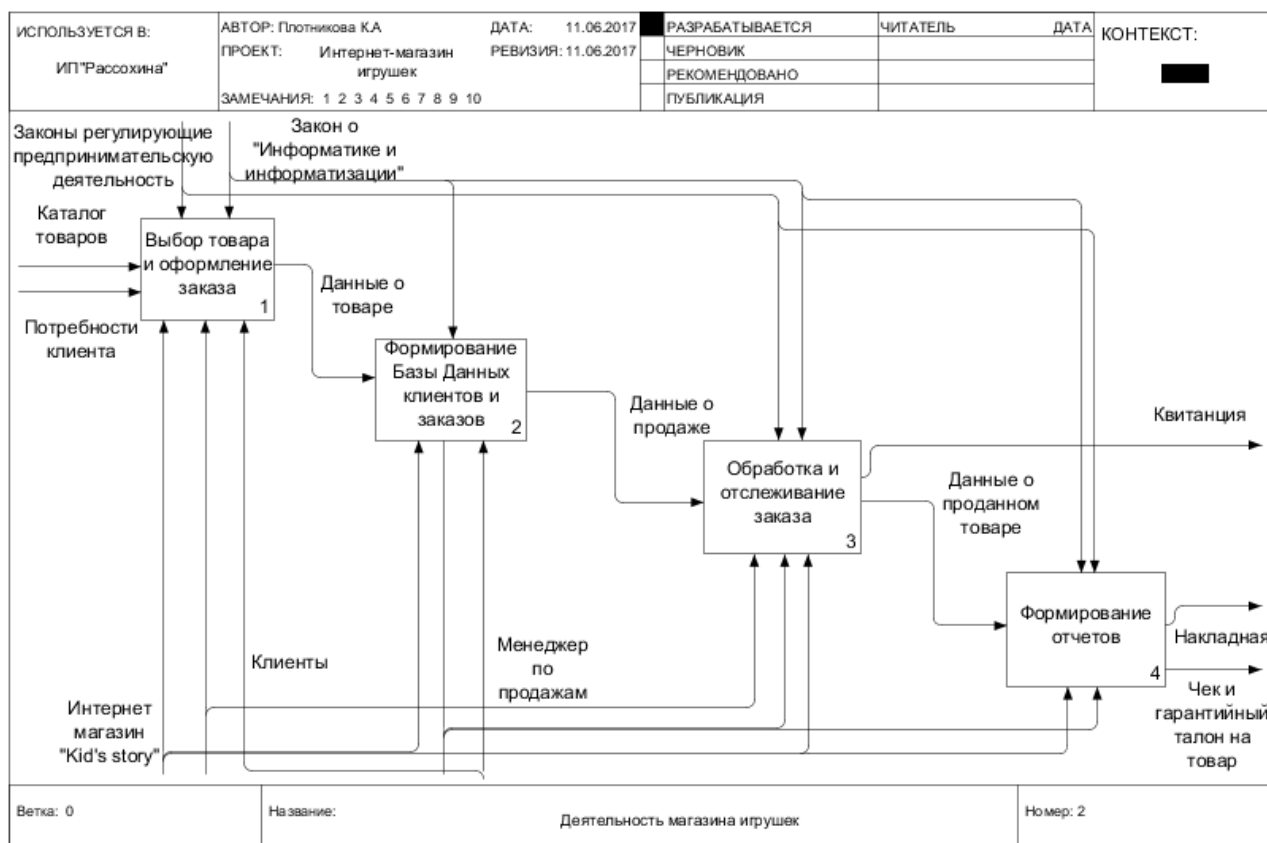 ИСПОЛЬЗУЕТСЯ В:
ИП"Рассохина"
АВТОР: Плотникова К.А
ДАТА: 11.06.2017
ПРОЕКТ: Интернет-магазин
игрушек
РЕВИЗИЯ: 11.06.2017
ЗАМЕЧАНИЯ: 1 2 3 4 5 6 7 8 9 10
РАЗРАБАТЫВАЕТСЯ
ЧЕРНОВИК
РЕКОМЕНДОВАНО
ПУБЛИКАЦИЯ
ЧИТАТЕЛЬ ДАТА
КОНТЕКСТ:
Законы регулирующие
предпринимательскую
деятельность
Закон о
"Информатике и
информатизации"
Каталог
товаров
Потребности
клиента
Выбор товара
и оформление
заказа
1
Данные о
товаре
Формирование
Базы Данных
клиентов и
заказов
2
Данные о
продаже
Обработка и
отслеживание
заказа
3
Квитанция
Данные о
проданном
товаре
Формирование
отчетов
4
Накладная
Чек и
гарантийный
талон на
товар
Клиенты
Менеджер
по
продажам
Интернет
магазин
"Kid's story"
Ветка: 0
Название:
Деятельность магазина игрушек
Номер: 2